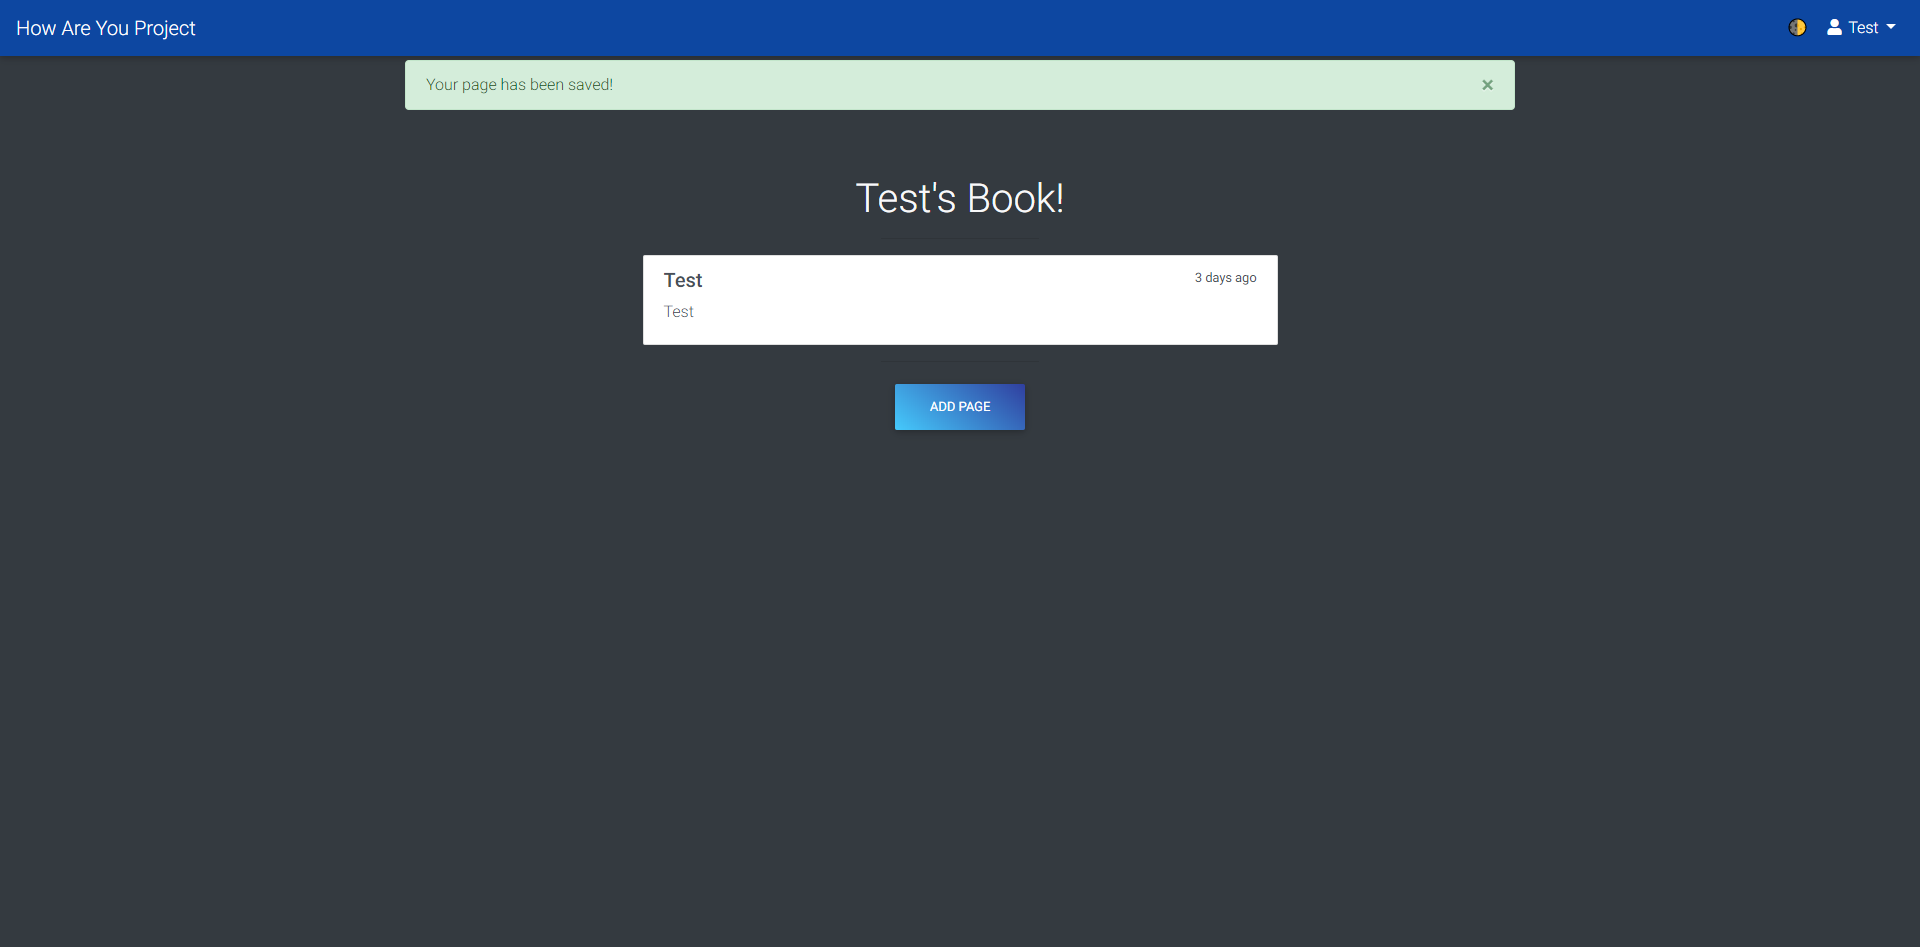 How Are You Project
Test
Your page has been saved!
×
Test's Book!
Test
3 days ago
Test
ADD PAGE